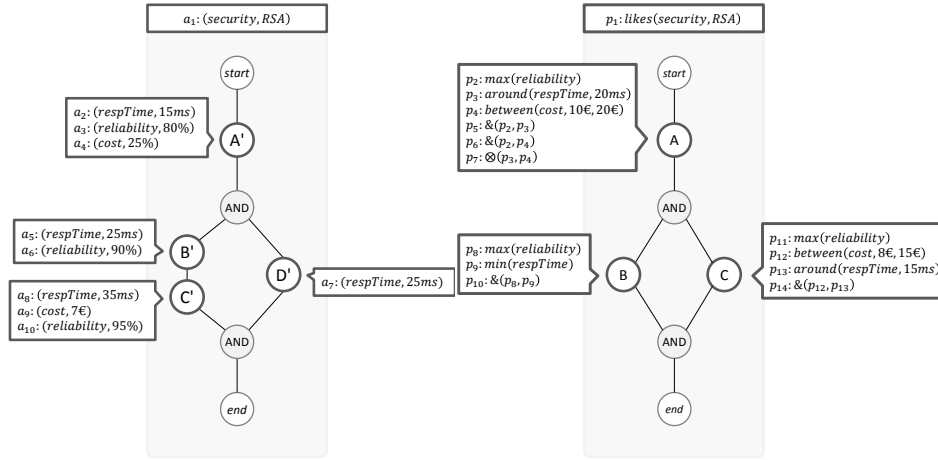 a₁: (security, RSA)
start
a₂: (respTime, 15ms)
a₃: (reliability, 80%)
a₄: (cost, 25%)
A'
AND
a₅: (respTime, 25ms)
a₆: (reliability, 90%)
B'
a₈: (respTime, 35ms)
a₉: (cost, 7€)
a₁₀: (reliability, 95%)
C'
D'
a₇: (respTime, 25ms)
AND
end
p₁: likes(security, RSA)
start
p₂: max(reliability)
p₃: around(respTime, 20ms)
p₄: between(cost, 10€, 20€)
p₅: &(p₂, p₃)
p₆: &(p₂, p₄)
p₇: ⊗(p₃, p₄)
A
AND
p₈: max(reliability)
p₉: min(respTime)
p₁₀: &(p₈, p₉)
B
C
p₁₁: max(reliability)
p₁₂: between(cost, 8€, 15€)
p₁₃: around(respTime, 15ms)
p₁₄: &(p₁₂, p₁₃)
AND
end